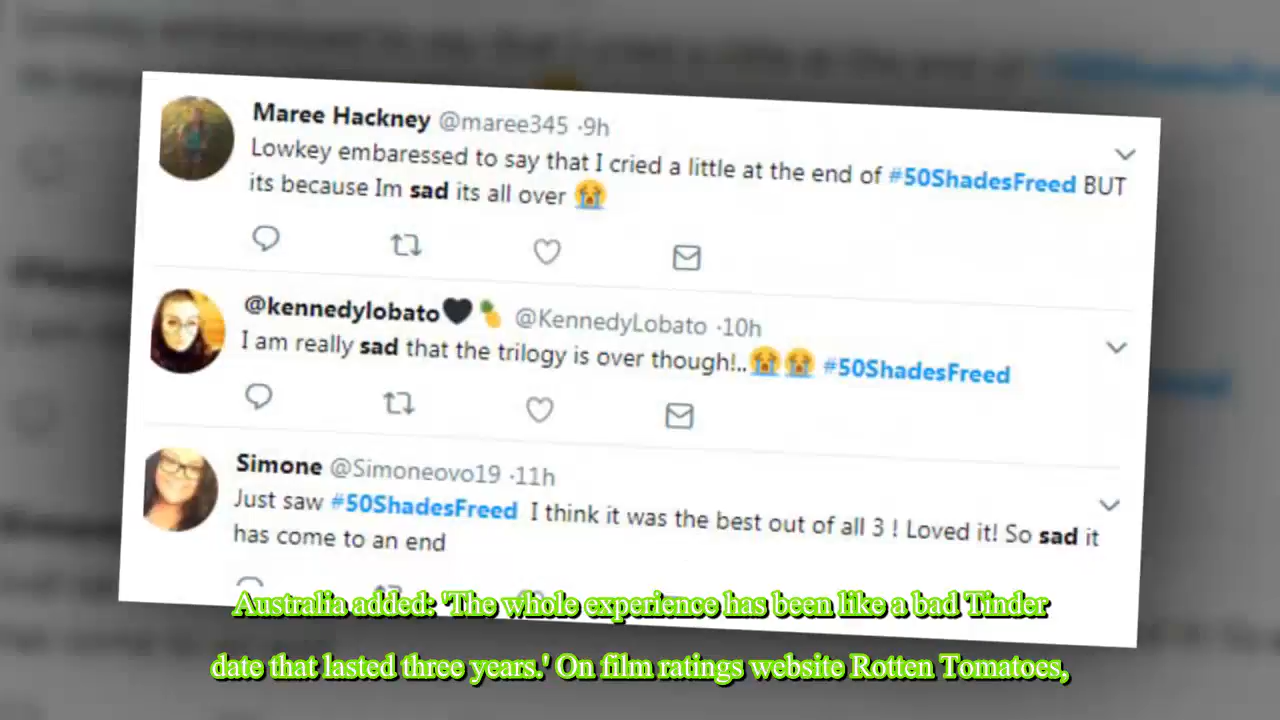 Maree Hackney @maree345 ·9h
Lowkey embaressed to say that I cried a little at the end of #50ShadesFreed BUT
its because Im sad its all over 😭
@kennedylobato🖤🍍 @KennedyLobato ·10h
I am really sad that the trilogy is over though!..😭😭 #50ShadesFreed
Simone @Simoneovo19 ·11h
Just saw #50ShadesFreed I think it was the best out of all 3 ! Loved it! So sad it
has come to an end
Australia added: 'The whole experience has been like a bad Tinder
date that lasted three years.' On film ratings website Rotten Tomatoes,